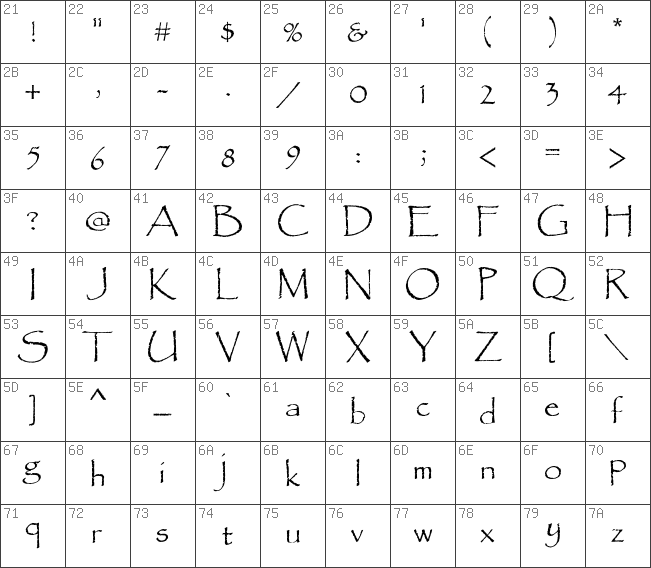 21 22 23 24 25 26 27 28 29 2A
! " # $ % & ' ( ) *
2B 2C 2D 2E 2F 30 31 32 33 34
+ , - . / 0 1 2 3 4
35 36 37 38 39 3A 3B 3C 3D 3E
5 6 7 8 9 : ; < = >
3F 40 41 42 43 44 45 46 47 48
? @ A B C D E F G H
49 4A 4B 4C 4D 4E 4F 50 51 52
I J K L M N O P Q R
53 54 55 56 57 58 59 5A 5B 5C
S T U V W X Y Z [ \
5D 5E 5F 60 61 62 63 64 65 66
] ^ _ ` a b c d e f
67 68 69 6A 6B 6C 6D 6E 6F 70
g h i j k l m n o p
71 72 73 74 75 76 77 78 79 7A
q r s t u v w x y z